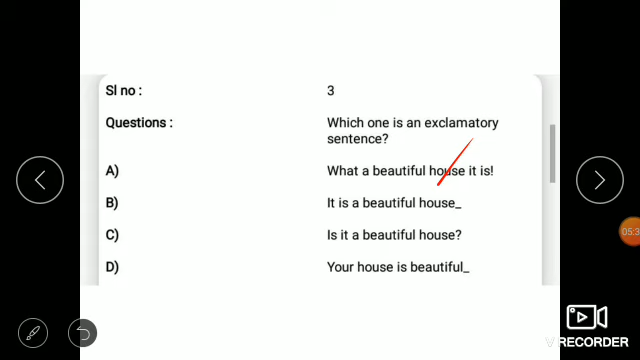 Sl no : 3
Questions : Which one is an exclamatory
sentence?
A) What a beautiful house it is!
B) It is a beautiful house_
C) Is it a beautiful house?
D) Your house is beautiful_
05:3
V RECORDER